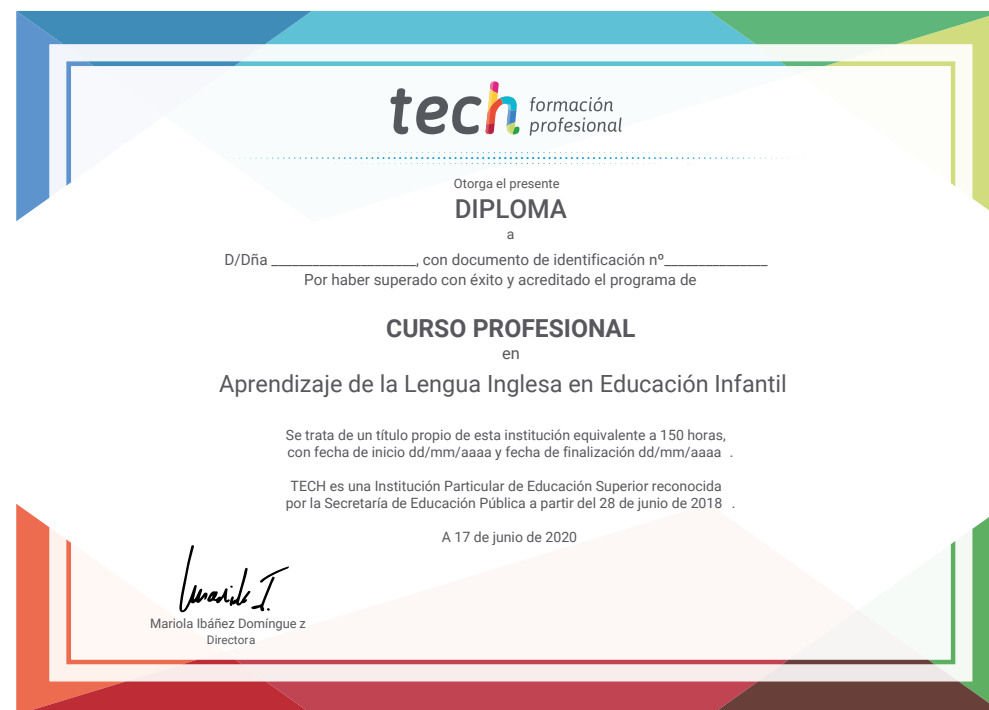 tech formación
profesional
Otorga el presente
DIPLOMA
a
D/Dña ____________________, con documento de identificación nº______________
Por haber superado con éxito y acreditado el programa de
CURSO PROFESIONAL
en
Aprendizaje de la Lengua Inglesa en Educación Infantil
Se trata de un título propio de esta institución equivalente a 150 horas,
con fecha de inicio dd/mm/aaaa y fecha de finalización dd/mm/aaaa .
TECH es una Institución Particular de Educación Superior reconocida
por la Secretaría de Educación Pública a partir del 28 de junio de 2018 .
A 17 de junio de 2020
Mariola Ibáñez Domíngue z
Directora